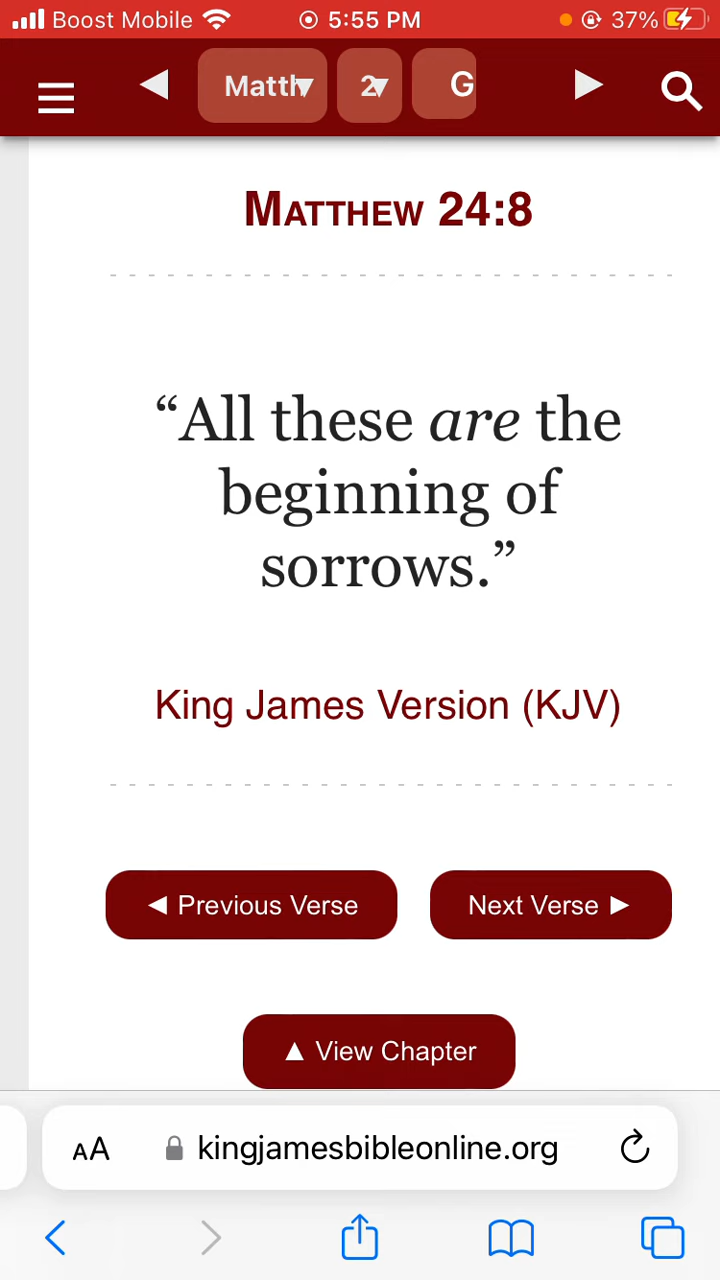 Boost Mobile 5:55 PM 37%
Matth 2 G
MATTHEW 24:8
“All these are the
beginning of
sorrows.”
King James Version (KJV)
◀ Previous Verse Next Verse ▶
▲ View Chapter
AA kingjamesbibleonline.org